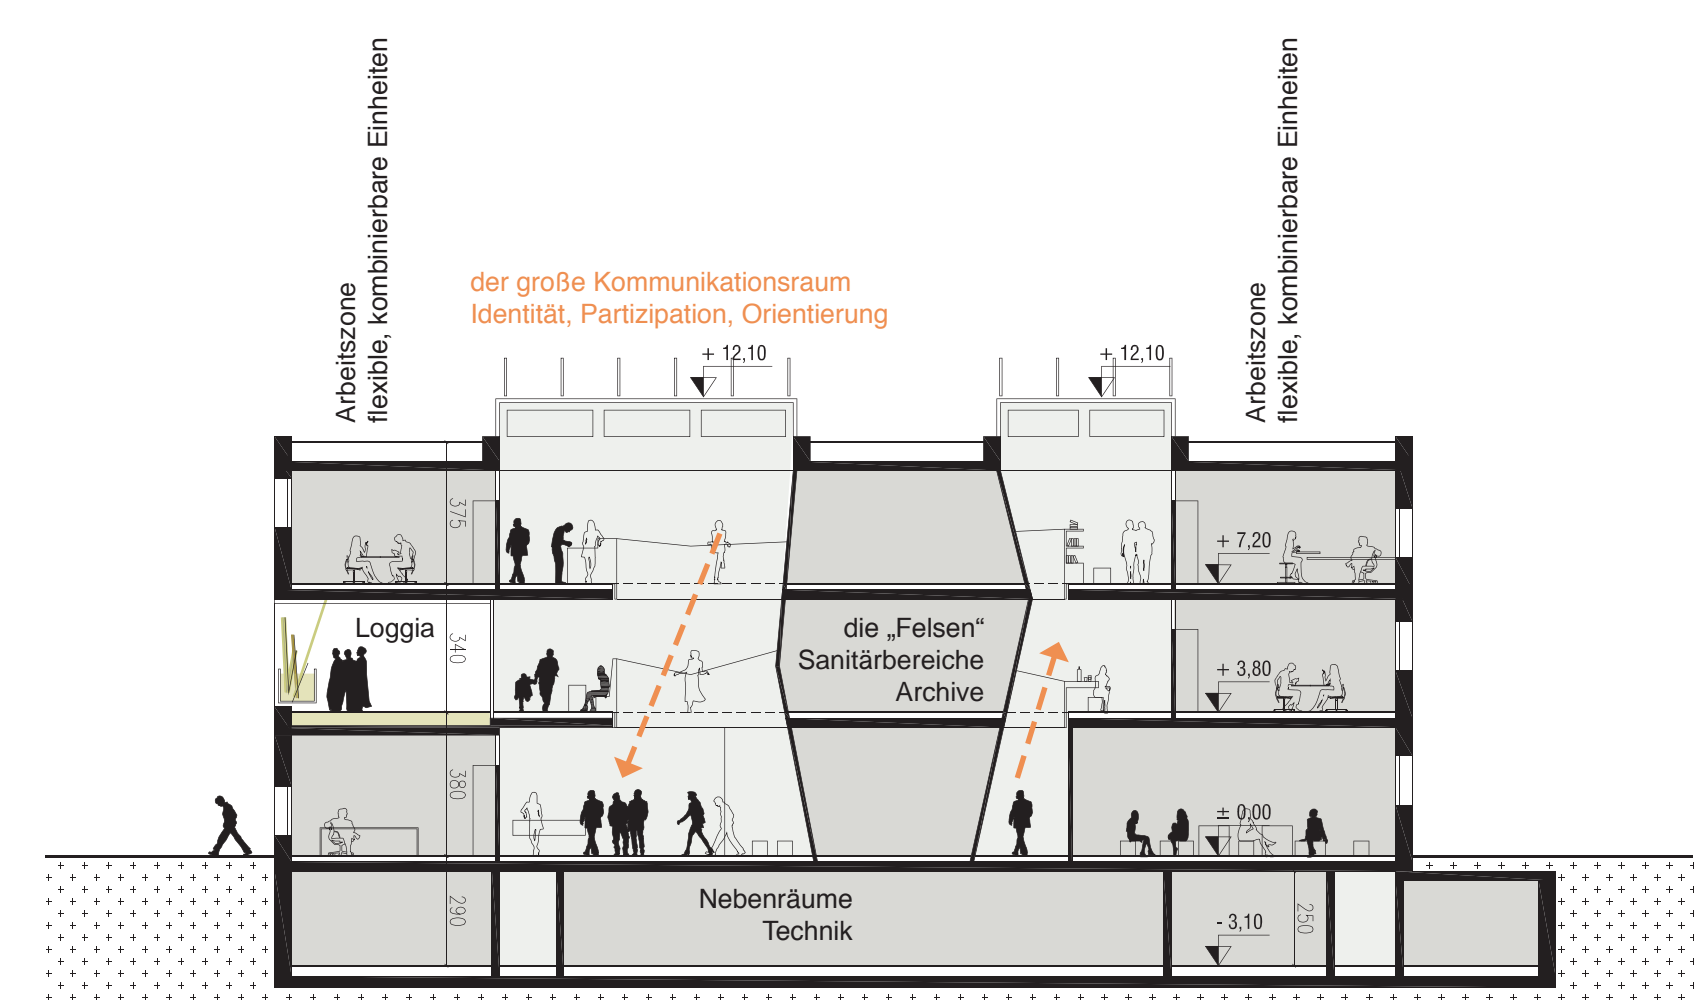 Arbeitszone
flexible, kombinierbare Einheiten
Arbeitszone
flexible, kombinierbare Einheiten
der große Kommunikationsraum
Identität, Partizipation, Orientierung
+ 12,10
+ 12,10
375
+ 7,20
Loggia
340
die „Felsen“
Sanitärbereiche
Archive
+ 3,80
380
± 0,00
290
Nebenräume
Technik
- 3,10
250